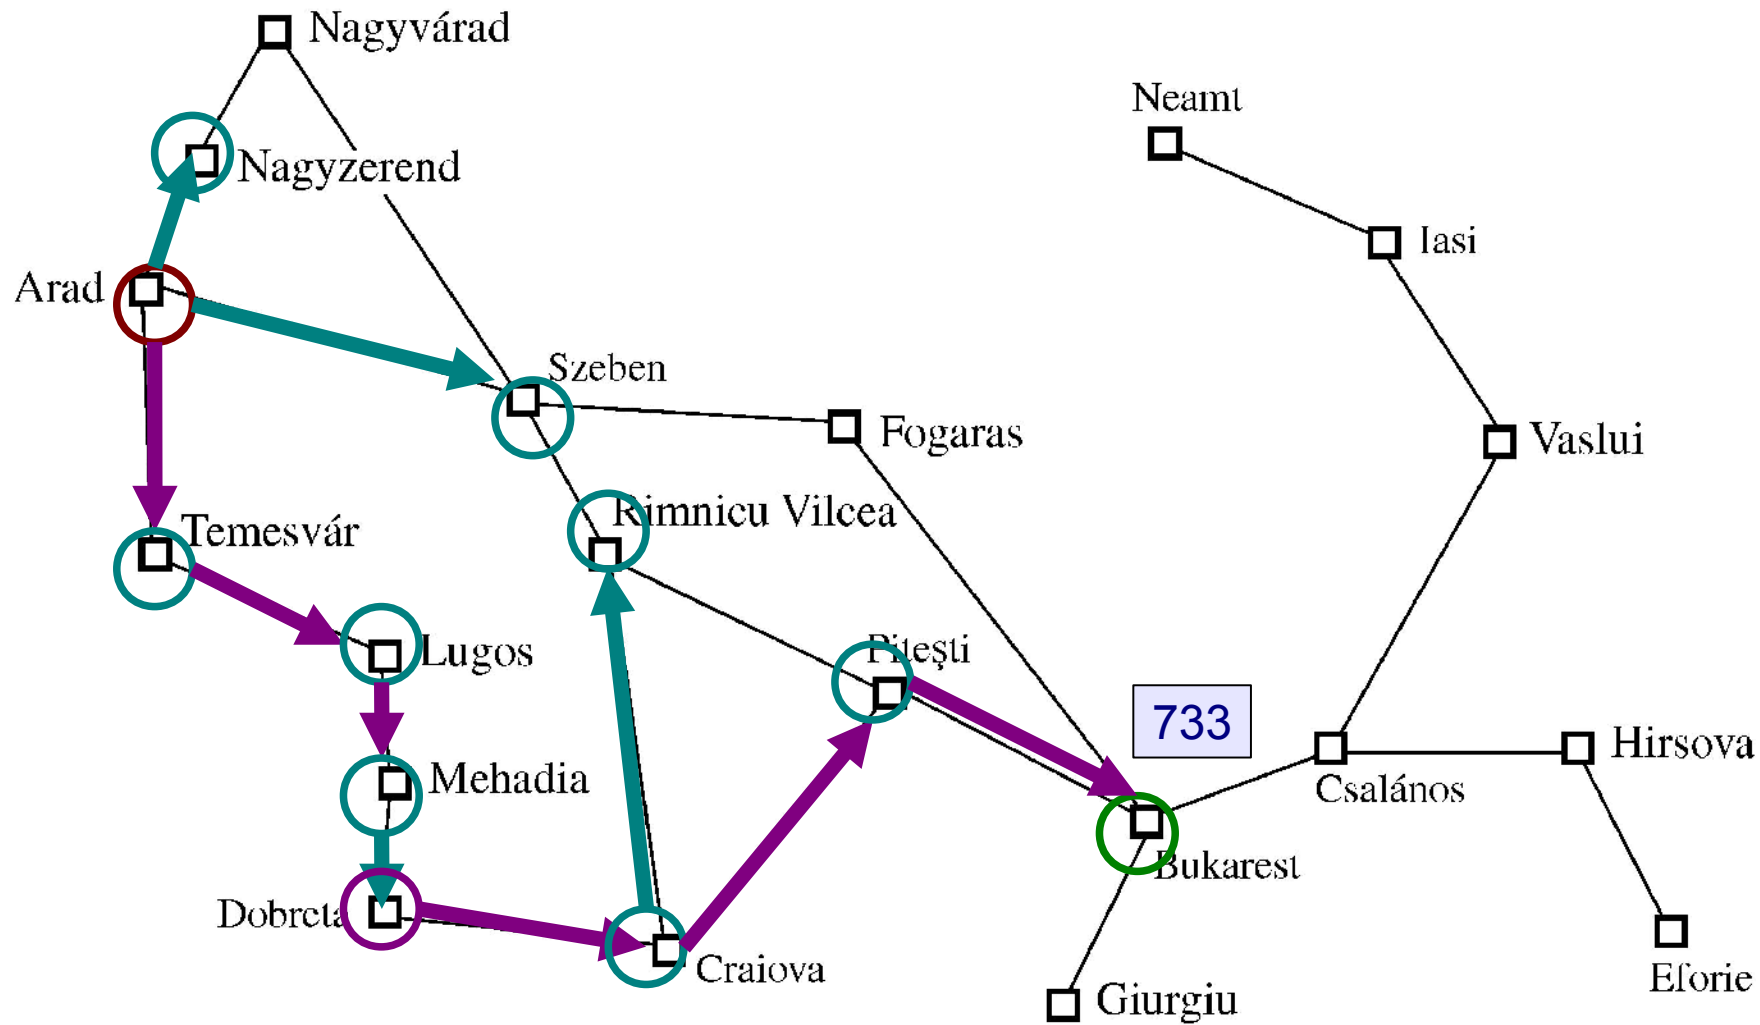 Nagyvárad
Neamt
Nagyzerend
Iasi
Arad
Szeben
Fogaras
Vaslui
Rimnicu Vilcea
Temesvár
Lugos
Piteşti
733
Hirsova
Mehadia
Csalános
Bukarest
Dobreta
Craiova
Eforie
Giurgiu